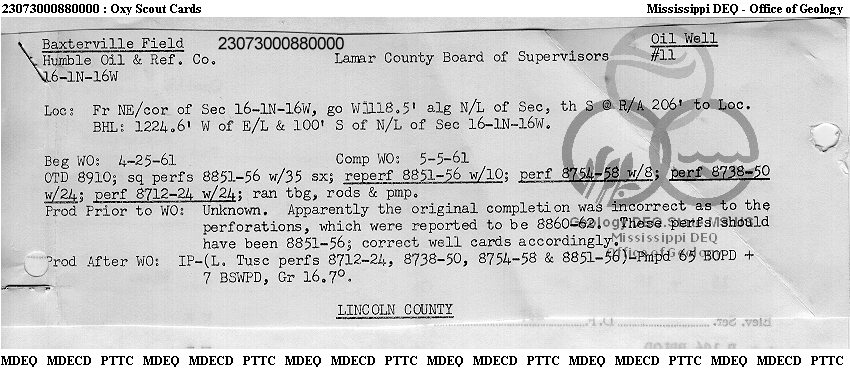 23073000880000 : Oxy Scout Cards Mississippi DEQ - Office of Geology
Baxterville Field 23073000880000 Oil Well
Humble Oil & Ref. Co. Lamar County Board of Supervisors #11
16-1N-16W
Loc: Fr NE/cor of Sec 16-1N-16W, go W1118.5' alg N/L of Sec, th S @ R/A 206' to Loc.
BHL: 1224.6' W of E/L & 100' S of N/L of Sec 16-1N-16W.
Beg WO: 4-25-61 Comp WO: 5-5-61
OTD 8910; sq perfs 8851-56 w/35 sx; reperf 8851-56 w/10; perf 8754-58 w/8; perf 8738-50
w/24; perf 8712-24 w/24; ran tbg, rods & pmp.
Prod Prior to WO: Unknown. Apparently the original completion was incorrect as to the
perforations, which were reported to be 8860-62. These perfs should
have been 8851-56; correct well cards accordingly.
Mississippi DEQ
Prod After WO: IP-(L. Tusc perfs 8712-24, 8738-50, 8754-58 & 8851-56)-Pmpd 65 BOPD +
Office of Geology
7 BSWPD, Gr 16.7°.
LINCOLN COUNTY
MDEQ MDECD PTTC MDEQ MDECD PTTC MDEQ MDECD PTTC MDEQ MDECD PTTC MDEQ MDECD PTTC MDEQ MDECD PTTC